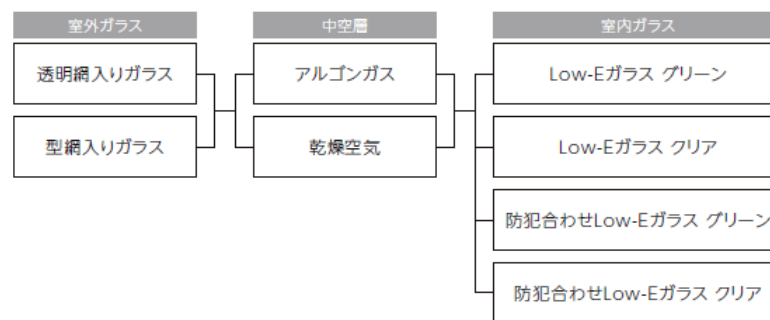 室外ガラス
中空層
室内ガラス
透明網入りガラス
アルゴンガス
Low-Eガラス グリーン
型網入りガラス
乾燥空気
Low-Eガラス クリア
防犯合わせLow-Eガラス グリーン
防犯合わせLow-Eガラス クリア